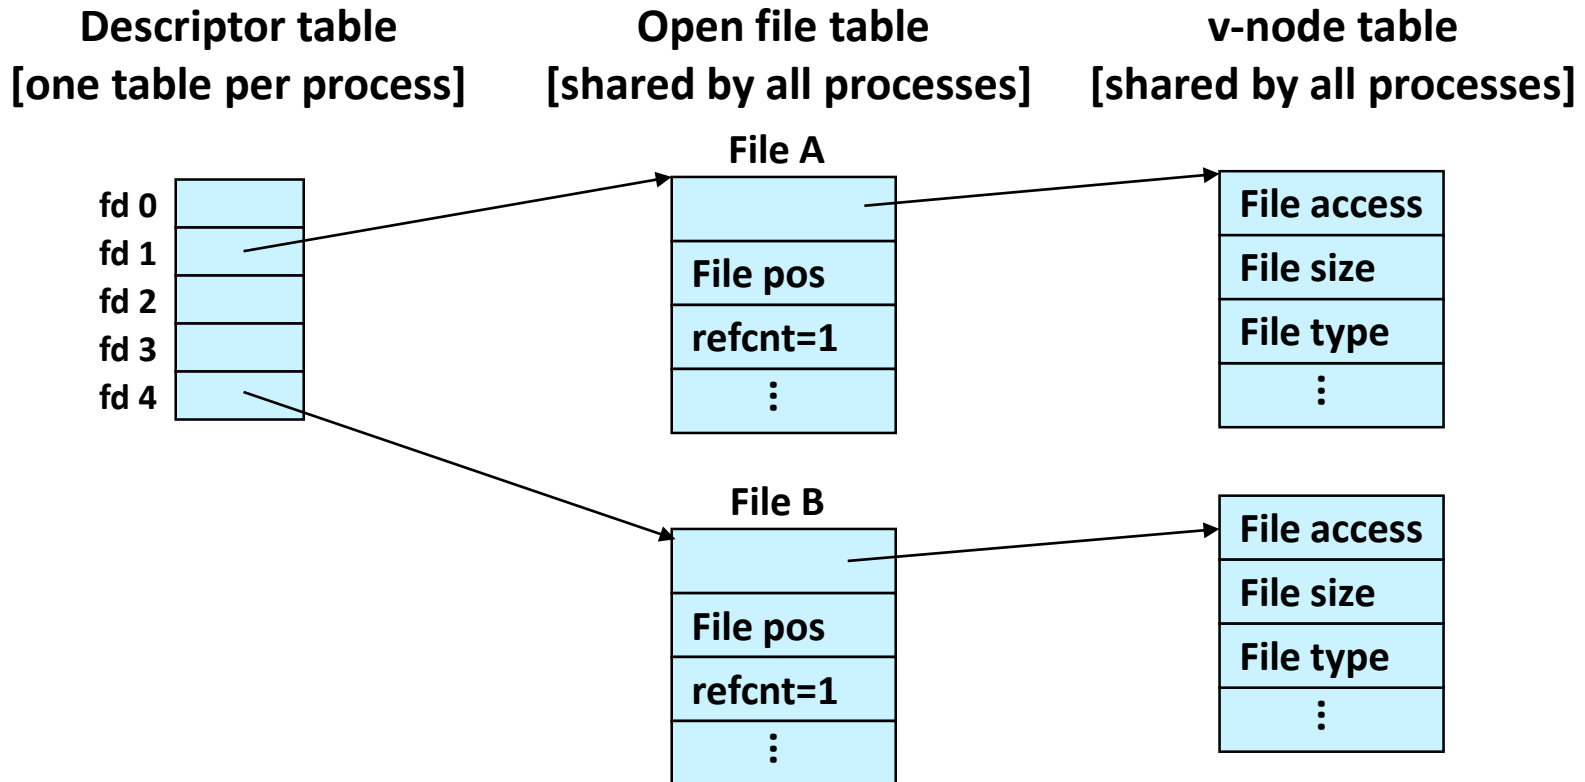 Descriptor table
[one table per process]
Open file table
[shared by all processes]
v-node table
[shared by all processes]
fd 0
fd 1
fd 2
fd 3
fd 4
File A
File pos
refcnt=1
⋮
File access
File size
File type
⋮
File B
File pos
refcnt=1
⋮
File access
File size
File type
⋮